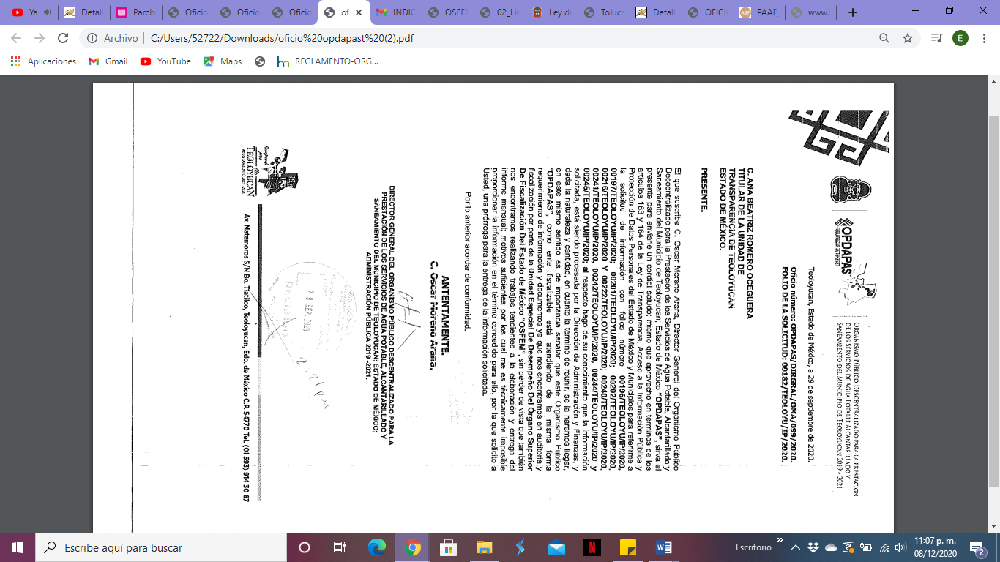 Ya
Detall
Parch
Oficio
Oficio
Oficio
of
INDIC
OSFE
02_Lir
Ley de
Toluca
Detall
OFICI
PAAF_
www.
Archivo
C:/Users/52722/Downloads/oficio%20opdapast%20(2).pdf
E
Aplicaciones
Gmail
YouTube
Maps
REGLAMENTO-ORG...
ORGANISMO PÚBLICO DESCENTRALIZADO PARA LA PRESTACIÓN
DE LOS SERVICIOS DE AGUA POTABLE ALCANTARILLADO Y
SANEAMIENTO DEL MUNICIPIO DE TEOLOYUCAN 2019 - 2021
OPDAPAS
TEOLOYUCAN 2019-2021
Teoloyucan, Estado de México, a 29 de septiembre de 2020.
Oficio número: OPDAPAS/DIRGRAL/OMA/099/2020.
FOLIO DE LA SOLICITUD: 00182/TEOLOYU/IP/2020.
C. ANA BEATRIZ ROMERO OCEGUERA
TITULAR DE LA UNIDAD DE
TRANSPARENCIA DE TEOLOYUCAN
ESTADO DE MÉXICO.
PRESENTE.
El que suscribe C. Oscar Moreno Arana, Director General del Organismo Público
Descentralizado para la Prestación de los Servicios de Agua Potable, Alcantarillado y
Saneamiento del Municipio de Teoloyucan; Estado de México "OPDAPAS", sirva el
presente para enviarle un cordial saludo; mismo que aprovecho en términos de los
artículos 163 y 164 de la Ley de Transparencia, Acceso a la Información Pública y
Protección de Datos Personales del Estado de México y Municipios para referirme a
la solicitud de información con folios número 00196/TEOLOYU/IP/2020,
00197/TEOLOYU/IP/2020; 00201/TEOLOYU/IP/2020; 00202/TEOLOYU/IP/2020,
00216/TEOLOYU/IP/2020 Y 00222/TEOLOYU/IP/2020; 00240/TEOLOYU/IP/2020,
00241/TEOLOYU/IP/2020, 00242/TEOLOYU/IP/2020, 00244/TEOLOYU/IP/2020 y
00245/TEOLOYU/IP/2020; al respecto hago de su conocimiento que la información
solicitada, está siendo procesada por la Dirección de Administración y Finanzas, y
dada la naturaleza y cantidad, en cuanto la termine de reunir, se la haremos llegar,
en este mismo sentido es de importancia señalar que este Organismo Público
"OPDAPAS", como ente fiscalizable está atendiendo de la misma forma
requerimiento de información y documentos ya que nos encontramos en auditoria y
fiscalización por parte de la Unidad Especial De Desempeño Del Órgano Superior
De Fiscalización Del Estado de México "OSFEM", sin perder de vista que también
nos encontramos realizando trabajos tendientes a la elaboración y entrega del
informe mensual; motivos suficientes por los cual me es técnicamente imposible
proporcionar la información en el término concedido para ello, por la que solicito a
Usted, una prórroga para la entrega de la información solicitada.
Por lo anterior acordar de conformidad.
ANTENTAMENTE.
C. Oscar Moreno Arana.
DIRECTOR GENERAL DEL ORGANISMO PÚBLICO DESCENTRALIZADO PARA LA
PRESTACIÓN DE LOS SERVICIOS DE AGUA POTABLE, ALCANTARILLADO Y
SANEAMIENTO DEL MUNICIPIO DE TEOLOYUCAN; ESTADO DE MÉXICO;
ADMINISTRACIÓN PÚBLICA 2019 -2021.
29 SEP. 2020
RECIBIDO
2:21 pm
TEOLOYUCAN
AYUNTAMIENTO 2019 - 2021
Av. Matamoros S/N Bo. Tlatilco, Teoloyucan, Edo. de México C.P. 54770 Tel. (01 593) 914 30 67
Escribe aquí para buscar
Escritorio
11:07 p. m.
08/12/2020
2